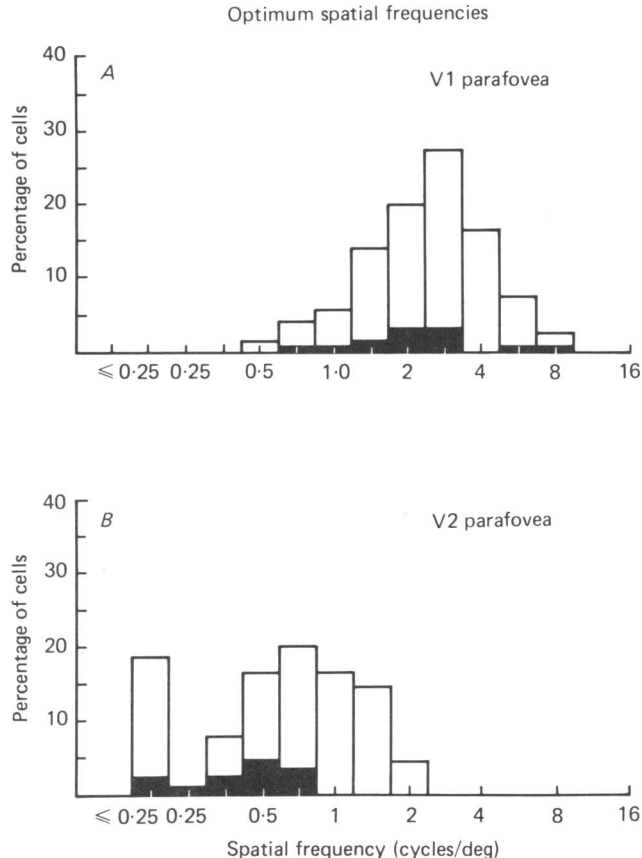 Optimum spatial frequencies
40
30
20
10
Percentage of cells
A
V1 parafovea
⩽ 0·25 0·25 0·5 1·0 2 4 8 16
40
30
20
10
Percentage of cells
B
V2 parafovea
⩽ 0·25 0·25 0·5 1 2 4 8 16
Spatial frequency (cycles/deg)